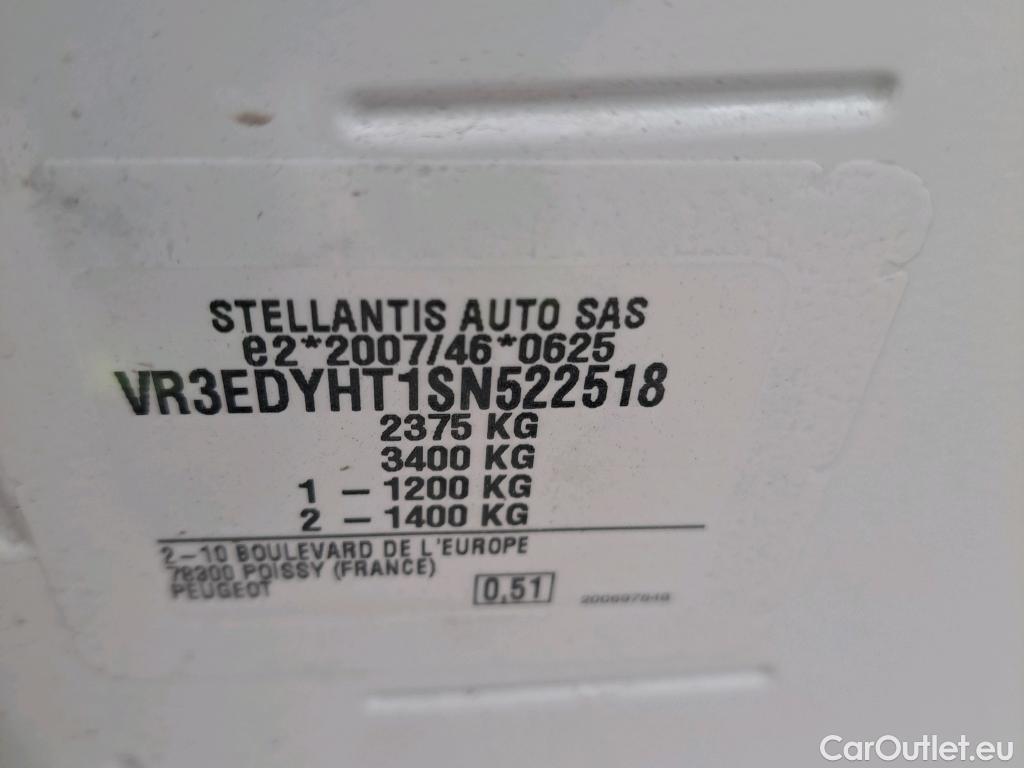 STELLANTIS AUTO SAS
e2*2007/46*0625
VR3EDYHT1SN522518
2375 KG
3400 KG
1 - 1200 KG
2 - 1400 KG
2-10 BOULEVARD DE L'EUROPE
78300 POISSY (FRANCE)
PEUGEOT
0,51
CarOutlet.eu